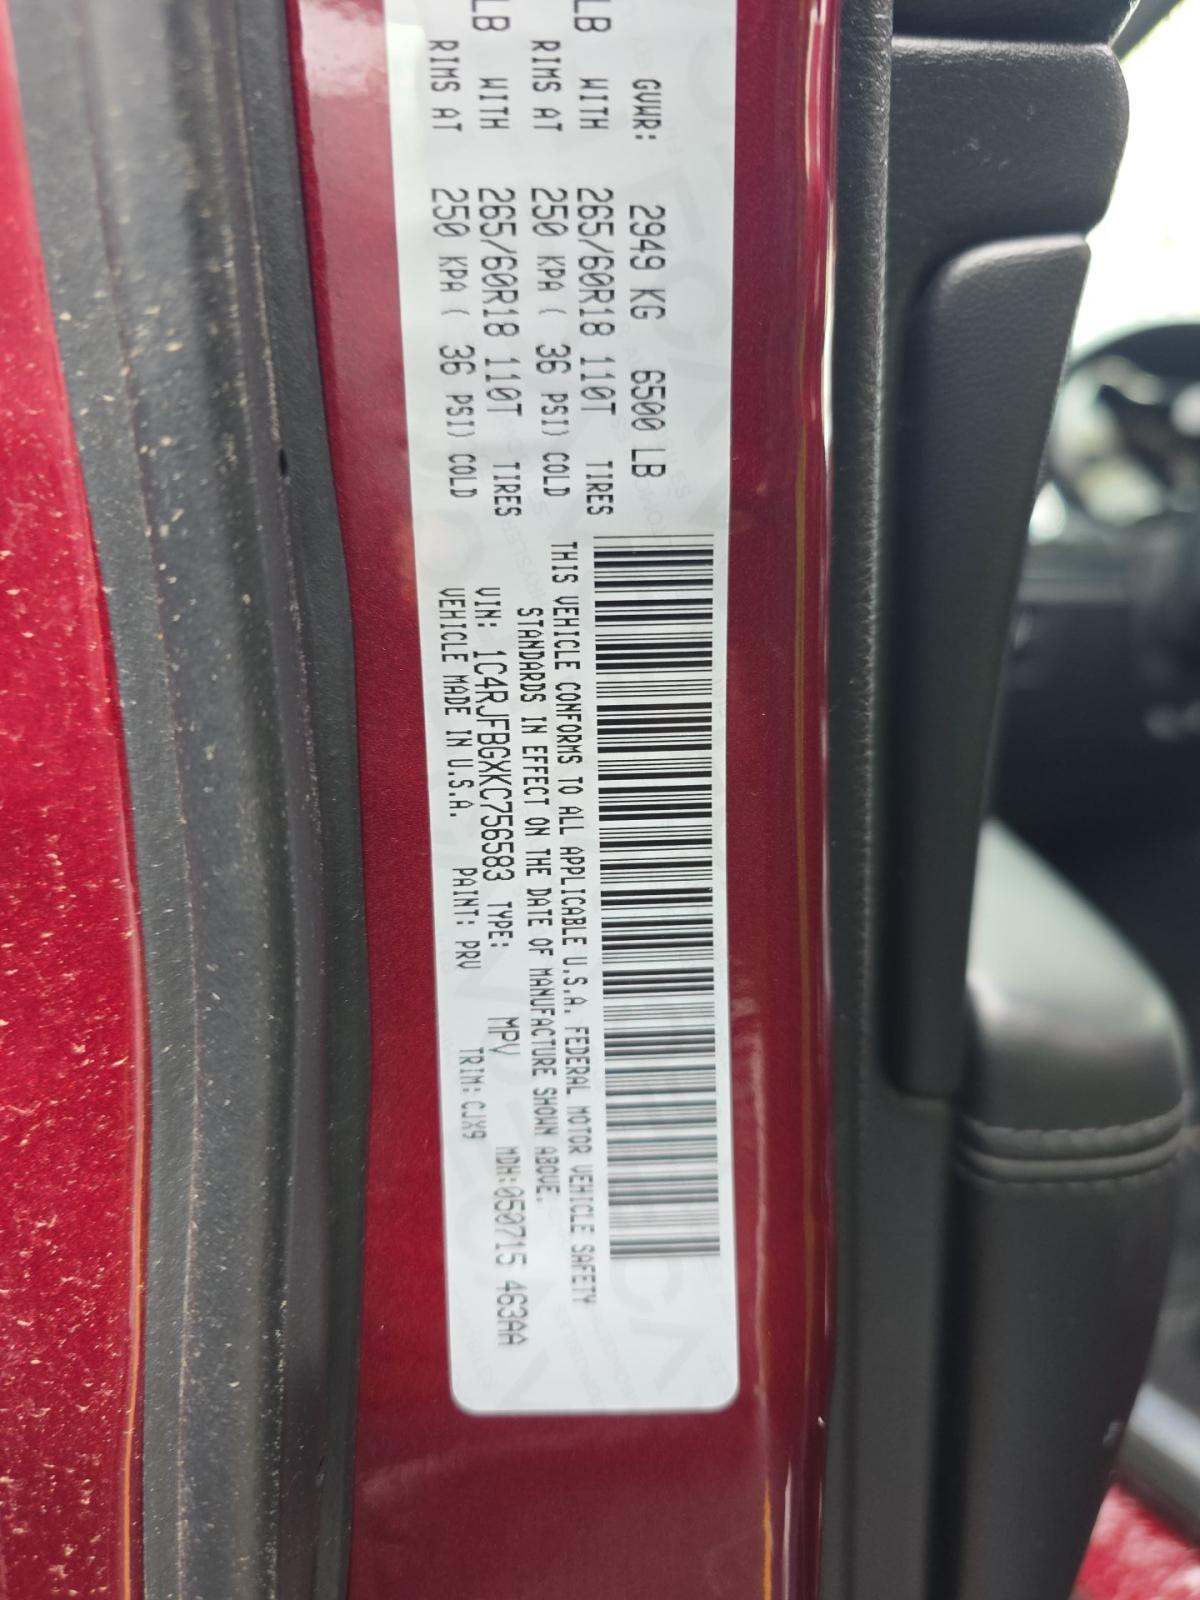 GVWR: 2949 KG 6500 LB
LB WITH 265/60R18 110T TIRES
RIMS AT 250 KPA ( 36 PSI) COLD
LB WITH 265/60R18 110T TIRES
RIMS AT 250 KPA ( 36 PSI) COLD
THIS VEHICLE CONFORMS TO ALL APPLICABLE U.S.A. FEDERAL MOTOR VEHICLE SAFETY
STANDARDS IN EFFECT ON THE DATE OF MANUFACTURE SHOWN ABOVE.
VIN: 1C4RJFBGXKC756583 TYPE: MPV MDH:050715 463AA
VEHICLE MADE IN U.S.A. PAINT: PRV TRIM:CJX9